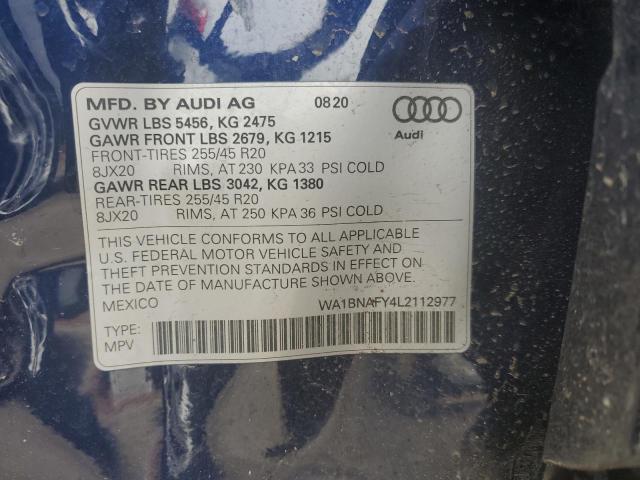 MFD. BY AUDI AG 08 20
GVWR LBS 5456, KG 2475
GAWR FRONT LBS 2679, KG 1215
FRONT-TIRES 255/45 R20
8JX20 RIMS, AT 230 KPA 33 PSI COLD
GAWR REAR LBS 3042, KG 1380
REAR-TIRES 255/45 R20
8JX20 RIMS, AT 250 KPA 36 PSI COLD
Audi
THIS VEHICLE CONFORMS TO ALL APPLICABLE
U.S. FEDERAL MOTOR VEHICLE SAFETY AND
THEFT PREVENTION STANDARDS IN EFFECT ON
THE DATE OF MANUFACTURE SHOWN ABOVE.
MEXICO WA1BNAFY4L2112977
TYPE:
MPV